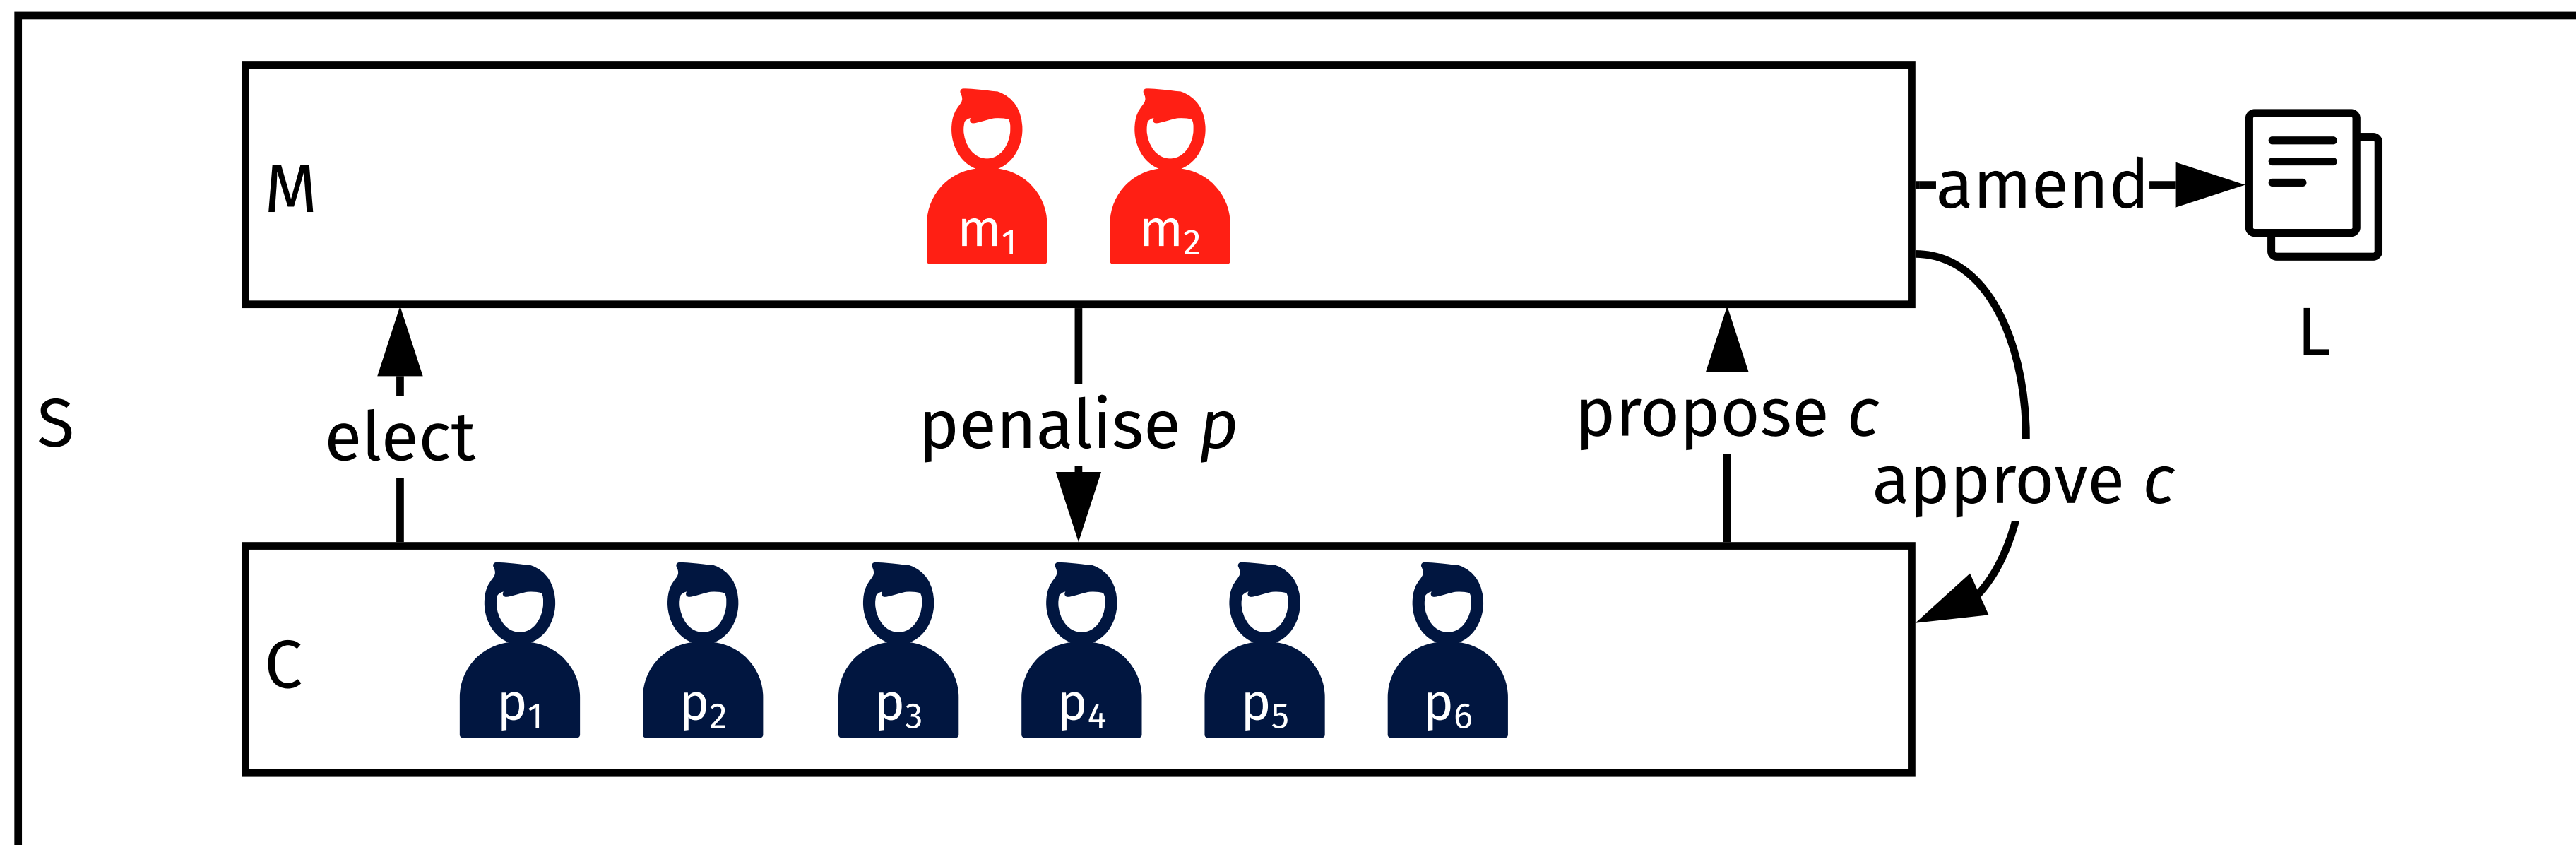 M
m₁
m₂
amend
L
S
elect
penalise p
propose c
approve c
C
p₁
p₂
p₃
p₄
p₅
p₆